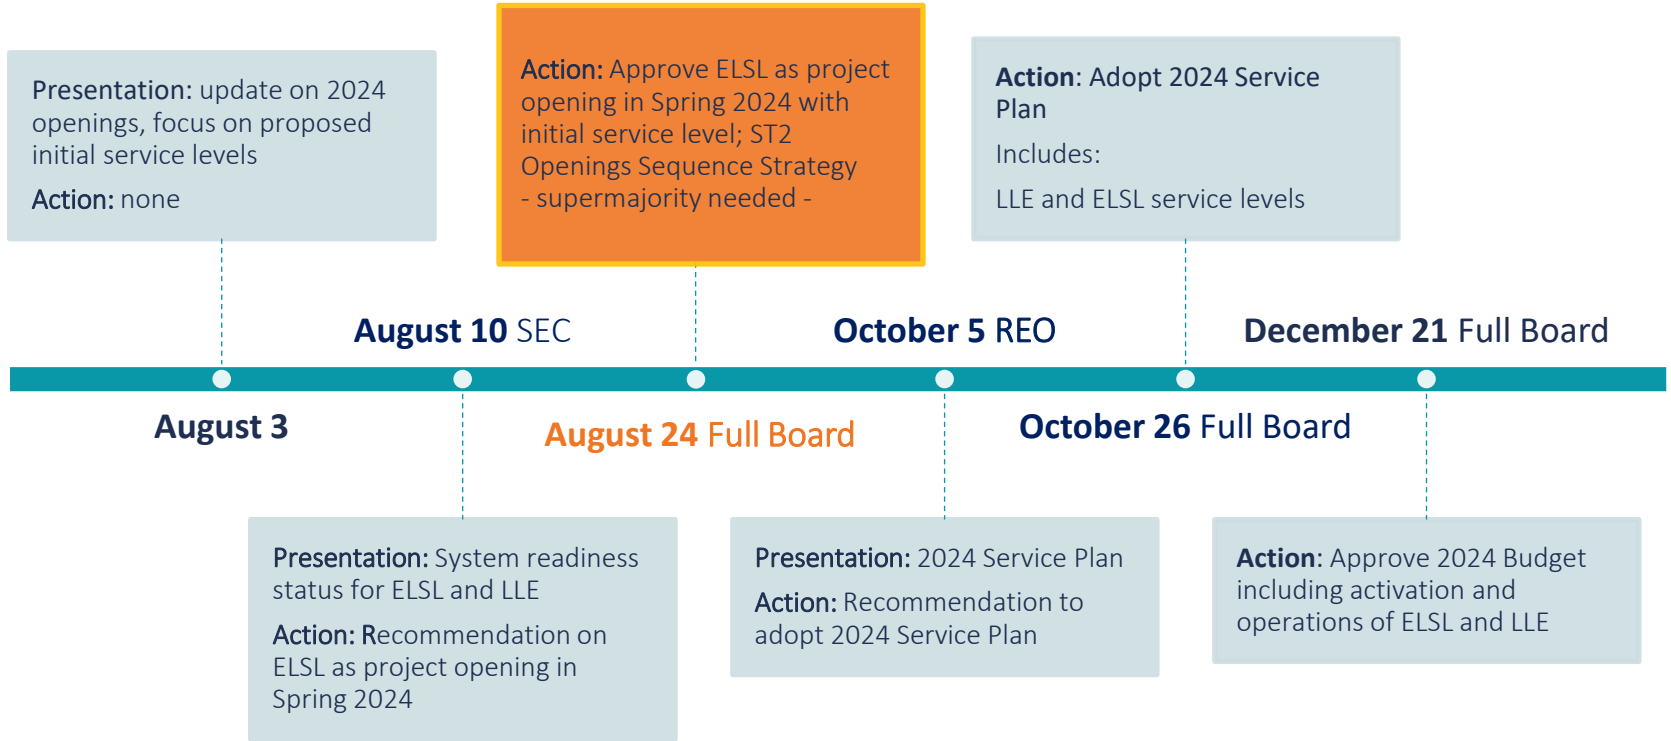 Presentation: update on 2024
openings, focus on proposed
initial service levels
Action: none
Action: Approve ELSL as project
opening in Spring 2024 with
initial service level; ST2
Openings Sequence Strategy
- supermajority needed -
Action: Adopt 2024 Service
Plan
Includes:
LLE and ELSL service levels
August 10 SEC
October 5 REO
December 21 Full Board
August 3
August 24 Full Board
October 26 Full Board
Presentation: System readiness
status for ELSL and LLE
Action: Recommendation on
ELSL as project opening in
Spring 2024
Presentation: 2024 Service Plan
Action: Recommendation to
adopt 2024 Service Plan
Action: Approve 2024 Budget
including activation and
operations of ELSL and LLE